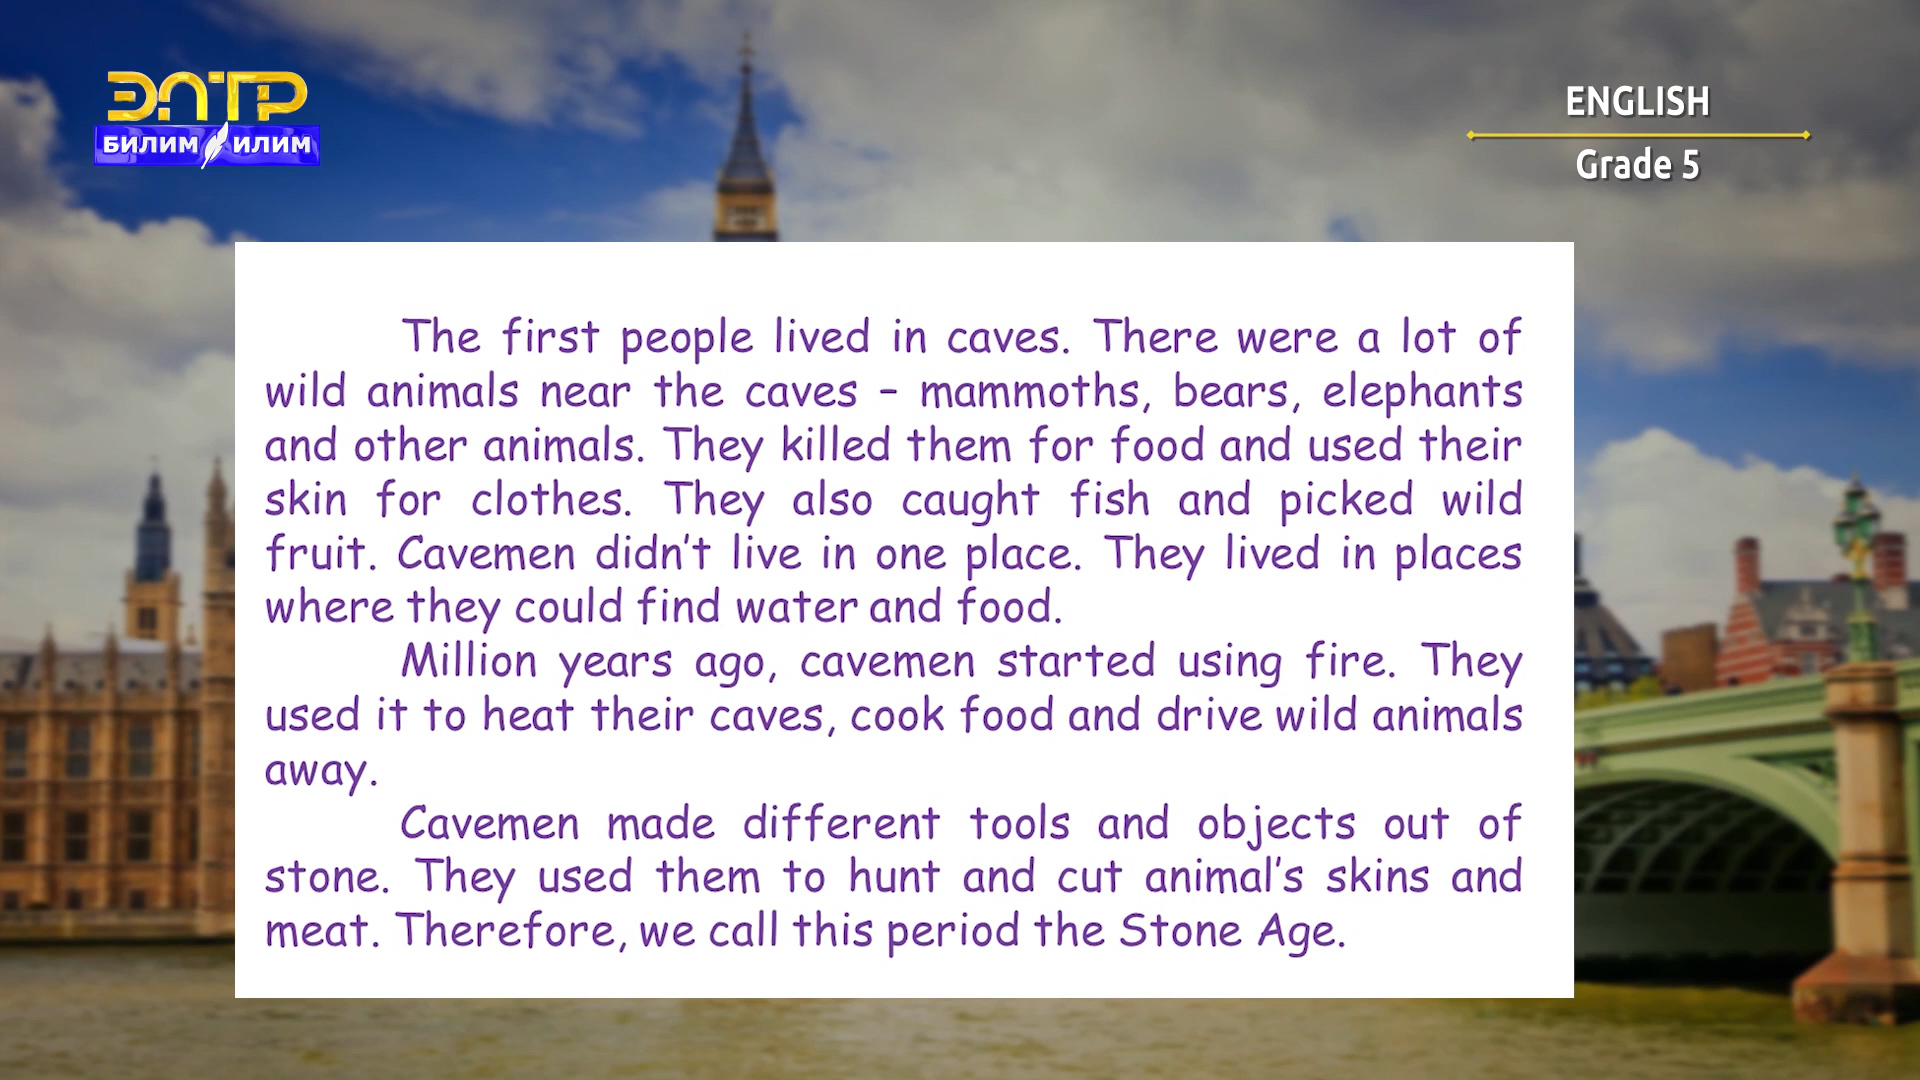 ЭЛТР
БИЛИМ ИЛИМ
ENGLISH
Grade 5
The first people lived in caves. There were a lot of
wild animals near the caves – mammoths, bears, elephants
and other animals. They killed them for food and used their
skin for clothes. They also caught fish and picked wild
fruit. Cavemen didn’t live in one place. They lived in places
where they could find water and food.
Million years ago, cavemen started using fire. They
used it to heat their caves, cook food and drive wild animals
away.
Cavemen made different tools and objects out of
stone. They used them to hunt and cut animal’s skins and
meat. Therefore, we call this period the Stone Age.